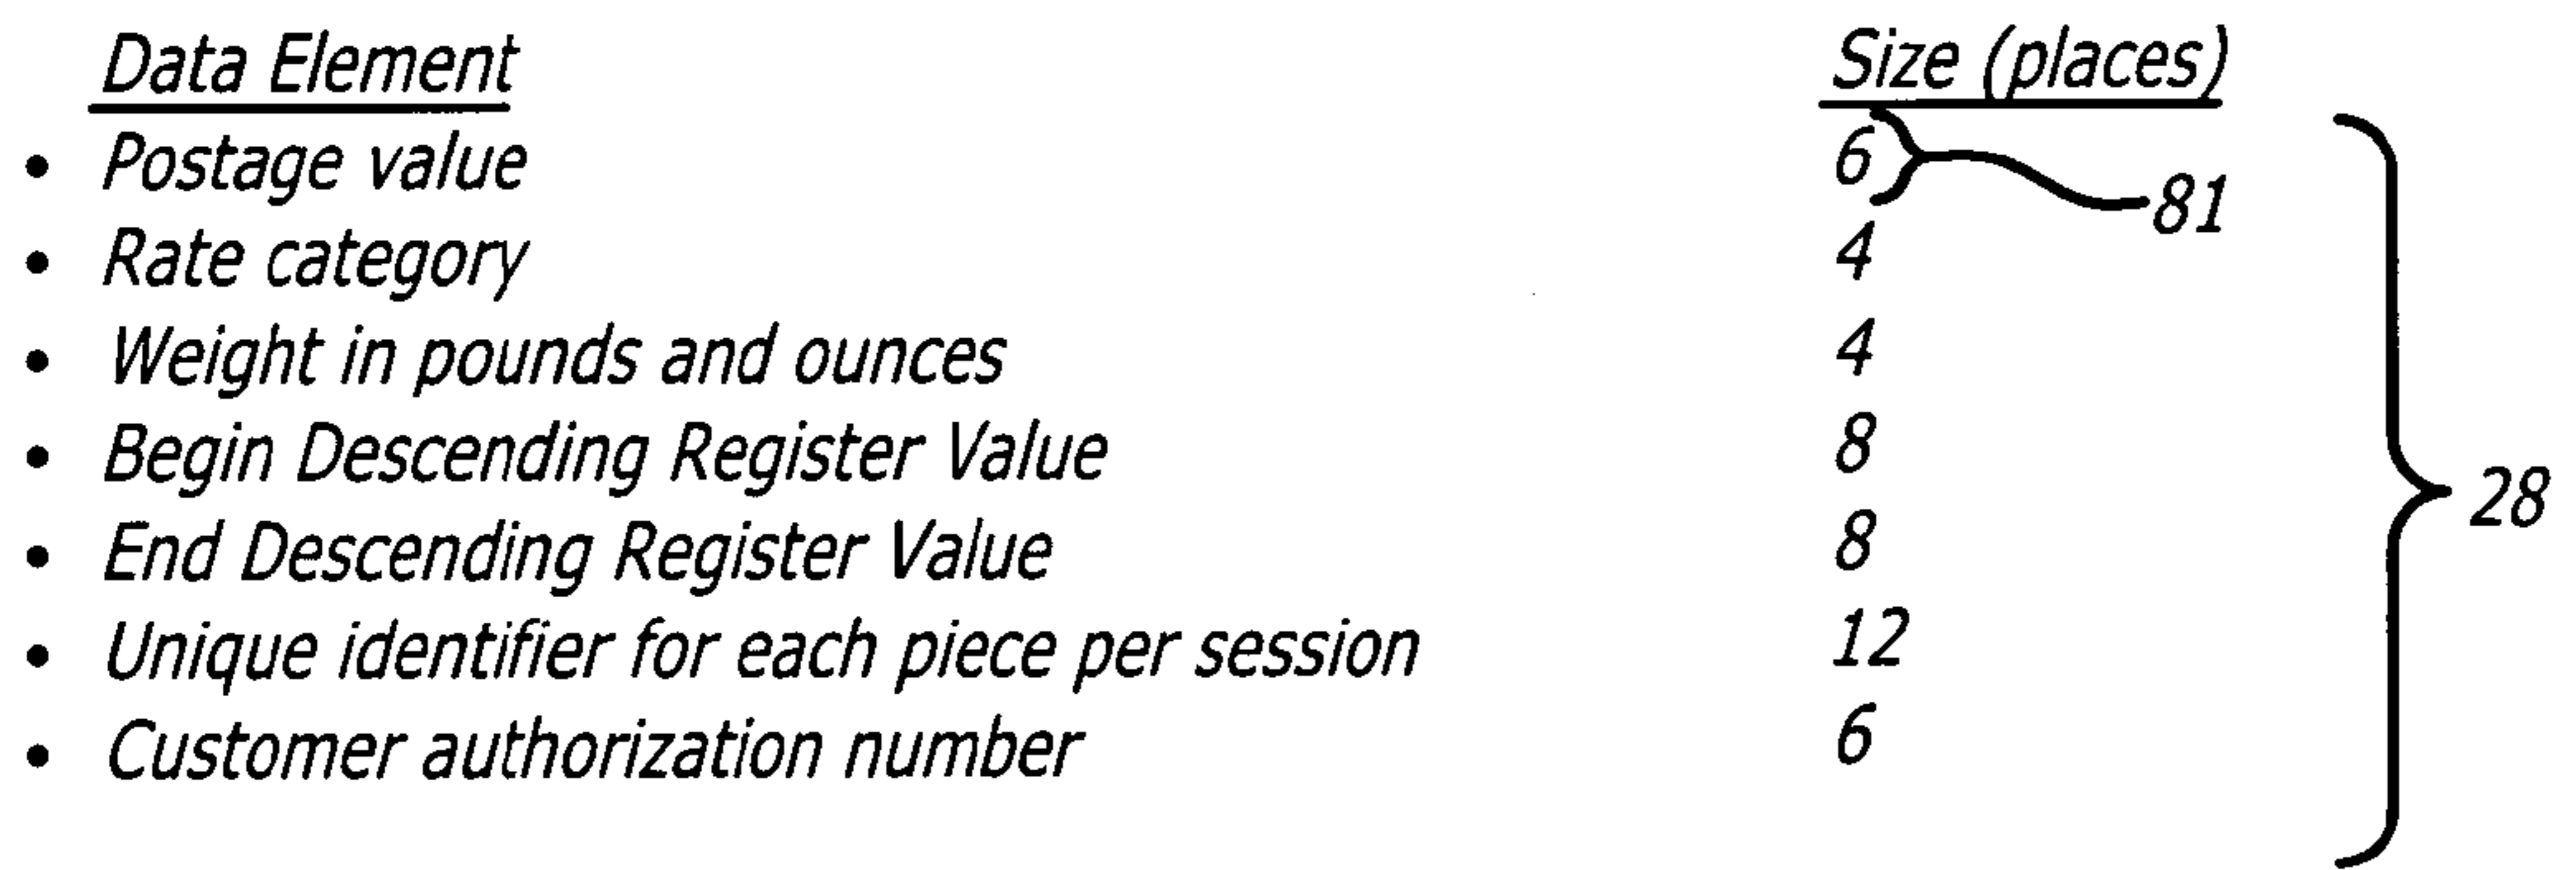 Data Element Size (places)
• Postage value 6
81
• Rate category 4
• Weight in pounds and ounces 4
• Begin Descending Register Value 8
28
• End Descending Register Value 8
• Unique identifier for each piece per session 12
• Customer authorization number 6